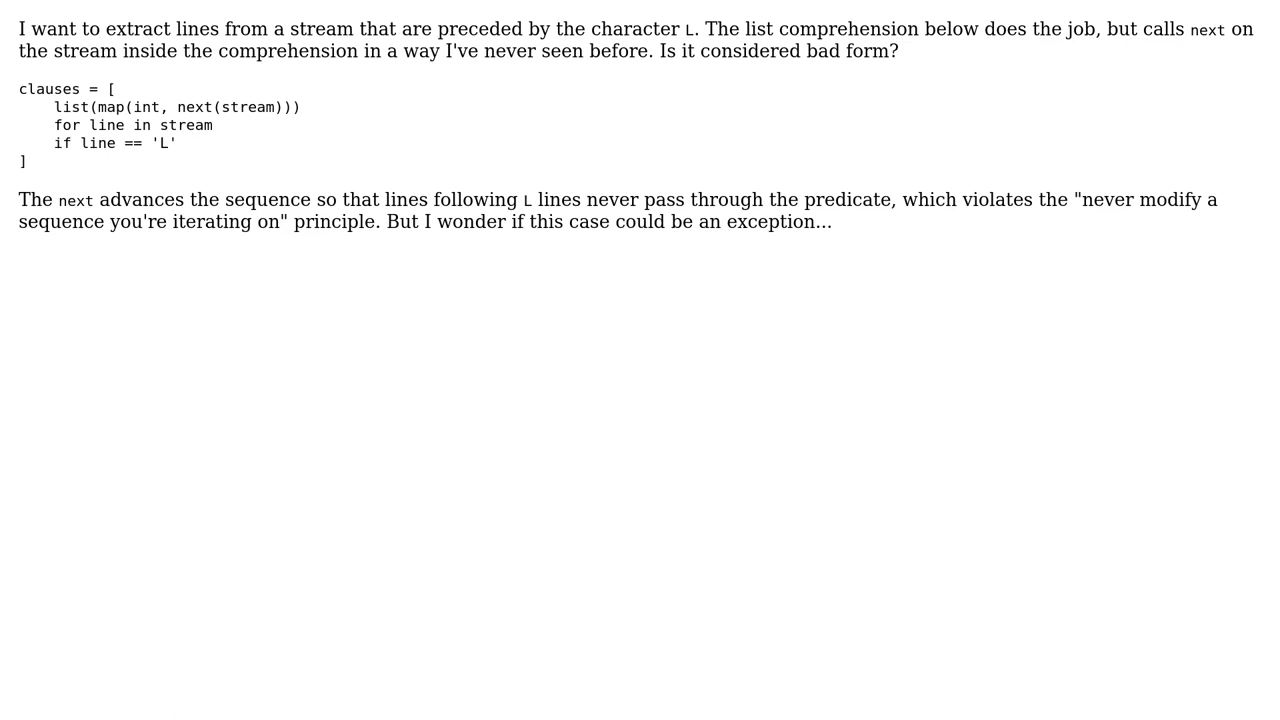 I want to extract lines from a stream that are preceded by the character L. The list comprehension below does the job, but calls next on
the stream inside the comprehension in a way I've never seen before. Is it considered bad form?
clauses = [
    list(map(int, next(stream)))
    for line in stream
    if line == 'L'
]
The next advances the sequence so that lines following L lines never pass through the predicate, which violates the "never modify a
sequence you're iterating on" principle. But I wonder if this case could be an exception...